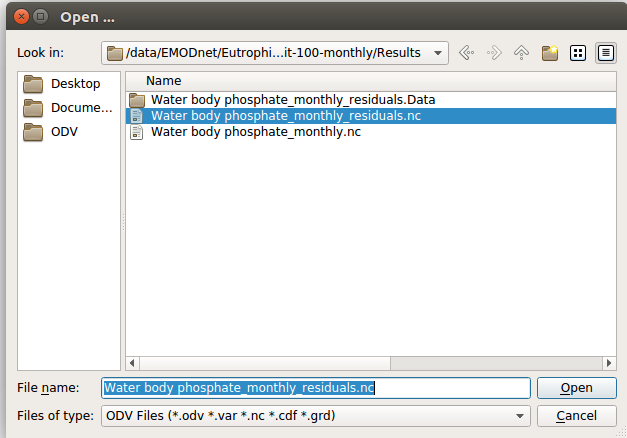 Open ...
Look in: /data/EMODnet/Eutrophi...it-100-monthly/Results
Desktop
Docume...
ODV
Name
Water body phosphate_monthly_residuals.Data
Water body phosphate_monthly_residuals.nc
Water body phosphate_monthly.nc
File name: Water body phosphate_monthly_residuals.nc Open
Files of type: ODV Files (*.odv *.var *.nc *.cdf *.grd) Cancel